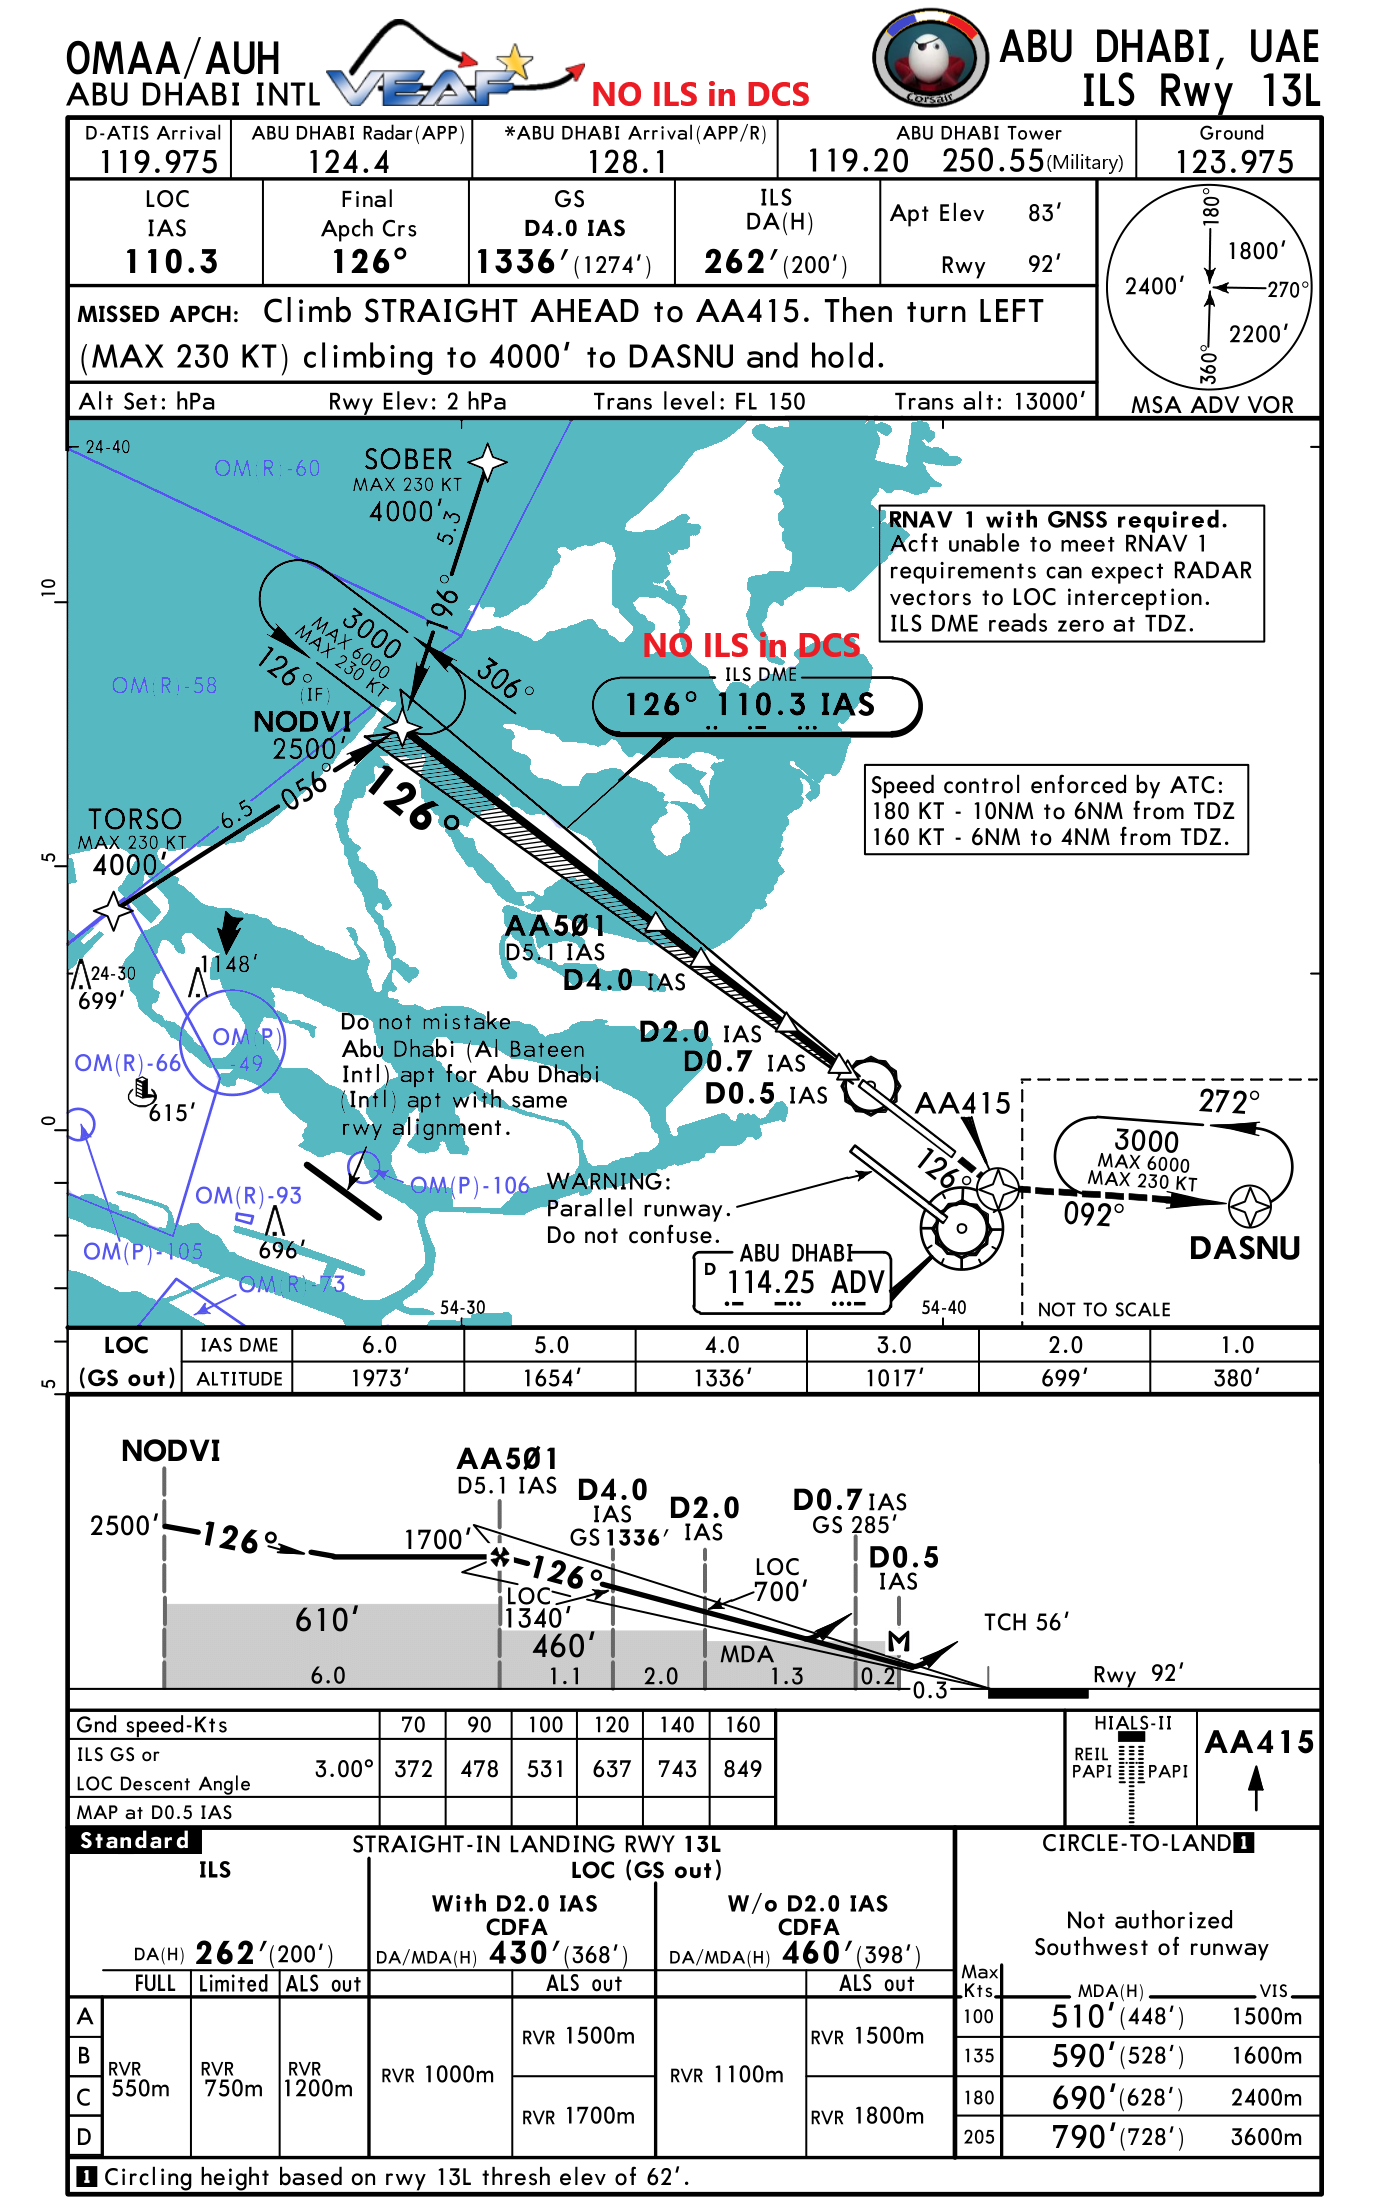 OMAA/AUH
ABU DHABI INTL
VEAF
NO ILS in DCS
Corsair
ABU DHABI, UAE
ILS Rwy 13L
D-ATIS Arrival
119.975
ABU DHABI Radar(APP)
124.4
*ABU DHABI Arrival(APP/R)
128.1
ABU DHABI Tower
119.20 250.55(Military)
Ground
123.975
LOC
IAS
110.3
Final
Apch Crs
126°
GS
D4.0 IAS
1336'(1274')
ILS
DA(H)
262'(200')
Apt Elev 83'
Rwy 92'
MISSED APCH: Climb STRAIGHT AHEAD to AA415. Then turn LEFT
(MAX 230 KT) climbing to 4000' to DASNU and hold.
Alt Set: hPa Rwy Elev: 2 hPa Trans level: FL 150 Trans alt: 13000'
180°
1800'
2400'
270°
2200'
360°
MSA ADV VOR
24-40
OM(R)-60
SOBER
MAX 230 KT
4000'
5.3
196°
RNAV 1 with GNSS required.
Acft unable to meet RNAV 1
requirements can expect RADAR
vectors to LOC interception.
ILS DME reads zero at TDZ.
10
3000
MAX 6000
MAX 230 KT
126°
306°
NO ILS in DCS
ILS DME
126° 110.3 IAS
OM(R)-58
(IF)
NODVI
2500'
056°
6.5
126°
Speed control enforced by ATC:
180 KT - 10NM to 6NM from TDZ
160 KT - 6NM to 4NM from TDZ.
TORSO
MAX 230 KT
4000'
5
AA5Ø1
D5.1 IAS
D4.0 IAS
1148'
24-30
699'
D2.0 IAS
D0.7 IAS
D0.5 IAS
OM(P)
-49
OM(R)-66
615'
Do not mistake
Abu Dhabi (Al Bateen
Intl) apt for Abu Dhabi
(Intl) apt with same
rwy alignment.
0
AA415
126°
272°
3000
MAX 6000
MAX 230 KT
092°
DASNU
OM(P)-106
OM(R)-93
WARNING:
Parallel runway.
Do not confuse.
696'
OM(P)-105
OM(R)-73
ABU DHABI
D 114.25 ADV
54-30
54-40
NOT TO SCALE
5
LOC IAS DME 6.0 5.0 4.0 3.0 2.0 1.0
(GS out) ALTITUDE 1973' 1654' 1336' 1017' 699' 380'
NODVI
2500'
126°
1700'
AA5Ø1
D5.1 IAS
D4.0
IAS
GS 1336'
D2.0
IAS
D0.7 IAS
GS 285'
D0.5
IAS
126°
LOC
1340'
LOC
700'
M
TCH 56'
610'
460'
MDA
Rwy 92'
6.0 1.1 2.0 1.3 0.2 0.3
Gnd speed-Kts 70 90 100 120 140 160
ILS GS or
LOC Descent Angle 3.00° 372 478 531 637 743 849
MAP at D0.5 IAS
HIALS-II
REIL
PAPI PAPI
AA415
Standard
STRAIGHT-IN LANDING RWY 13L
CIRCLE-TO-LAND 1
ILS
LOC (GS out)
With D2.0 IAS
CDFA
W/o D2.0 IAS
CDFA
DA(H) 262'(200')
DA/MDA(H) 430'(368')
DA/MDA(H) 460'(398')
FULL Limited ALS out
ALS out
ALS out
Not authorized
Southwest of runway
Max
Kts MDA(H) VIS
A
B
C
D
RVR
550m
RVR
750m
RVR
1200m
RVR 1000m
RVR 1500m
RVR 1700m
RVR 1100m
RVR 1500m
RVR 1800m
100 510'(448') 1500m
135 590'(528') 1600m
180 690'(628') 2400m
205 790'(728') 3600m
1 Circling height based on rwy 13L thresh elev of 62'.